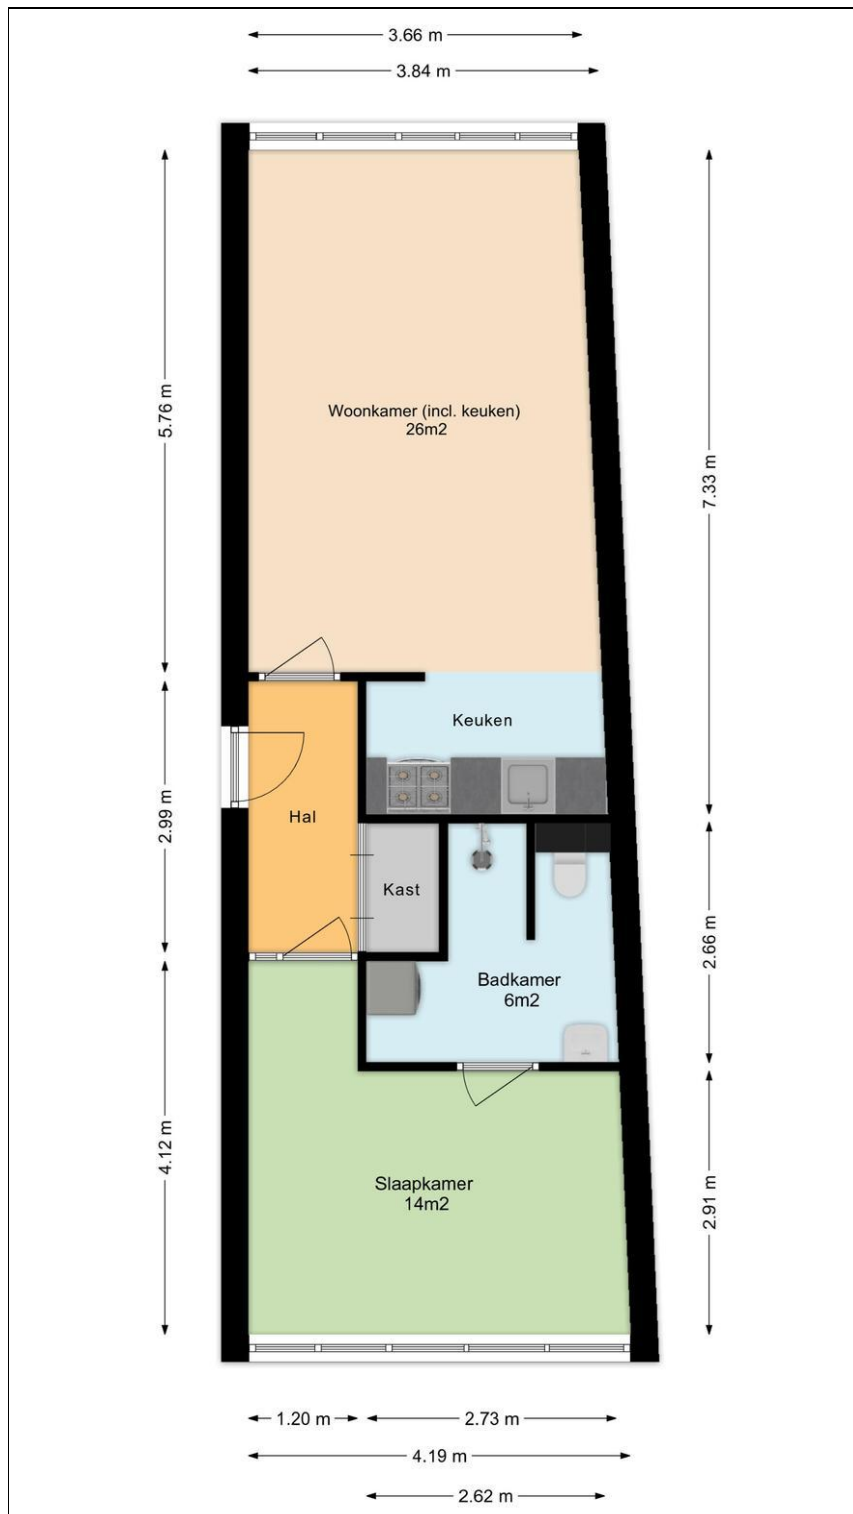 3.66 m
3.84 m
5.76 m
Woonkamer (incl. keuken)
26m2
7.33 m
Keuken
Hal
2.99 m
Kast
2.66 m
Badkamer
6m2
4.12 m
Slaapkamer
14m2
2.91 m
1.20 m
2.73 m
4.19 m
2.62 m